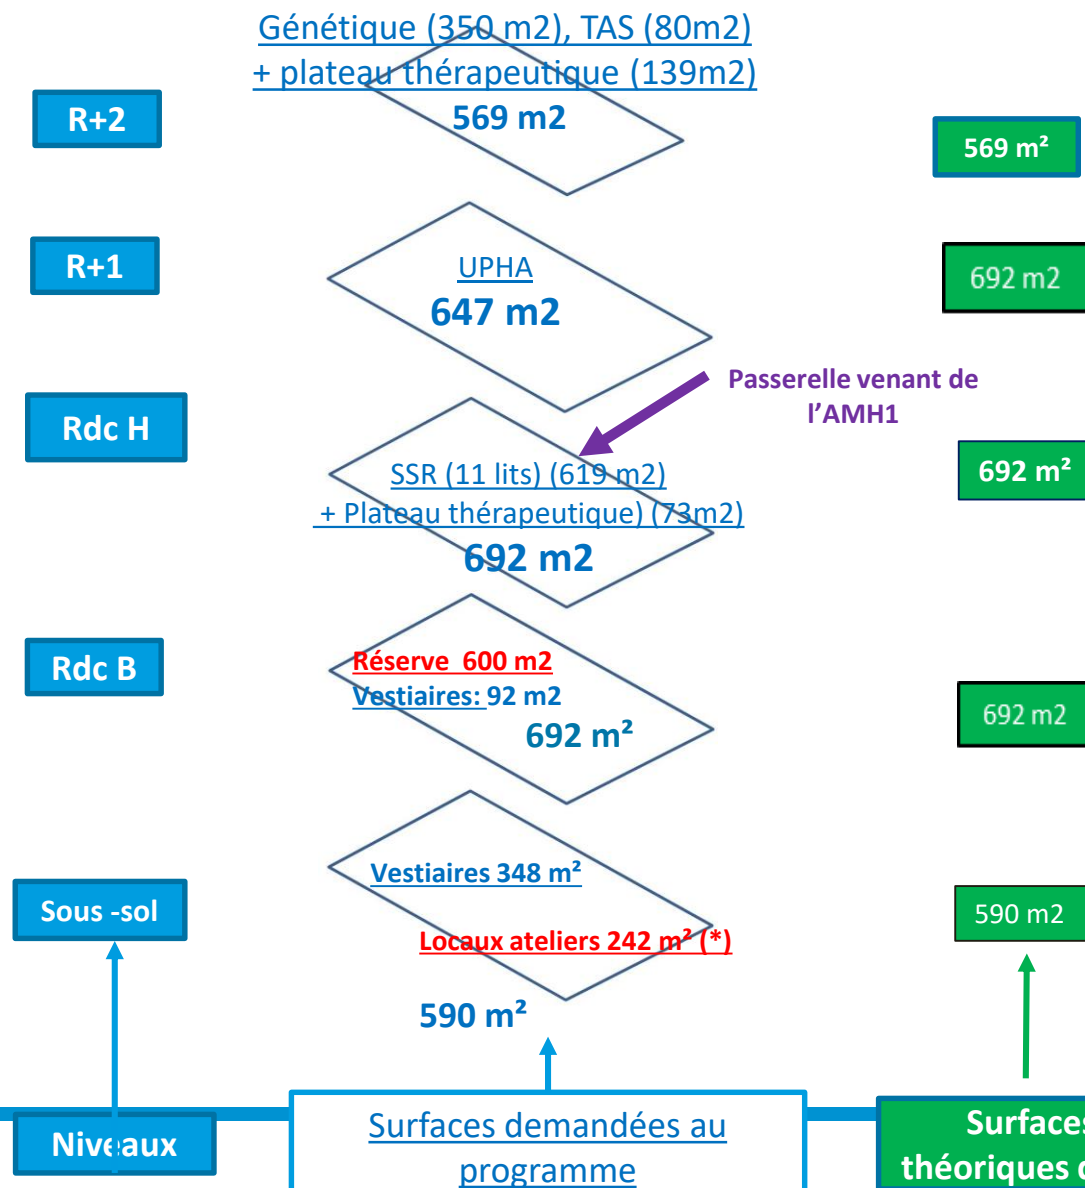 Génétique (350 m2), TAS (80m2)
+ plateau thérapeutique (139m2)
569 m2
R+2
569 m²
R+1
UPHA
647 m2
692 m2
Passerelle venant de
l’AMH1
Rdc H
SSR (11 lits) (619 m2)
+ Plateau thérapeutique) (73m2)
692 m2
692 m²
Rdc B
Réserve 600 m2
Vestiaires: 92 m2
692 m²
692 m2
Sous -sol
Vestiaires 348 m²
Locaux ateliers 242 m² (*)
590 m²
590 m2
Niveaux
Surfaces demandées au
programme
Surfaces
théoriques